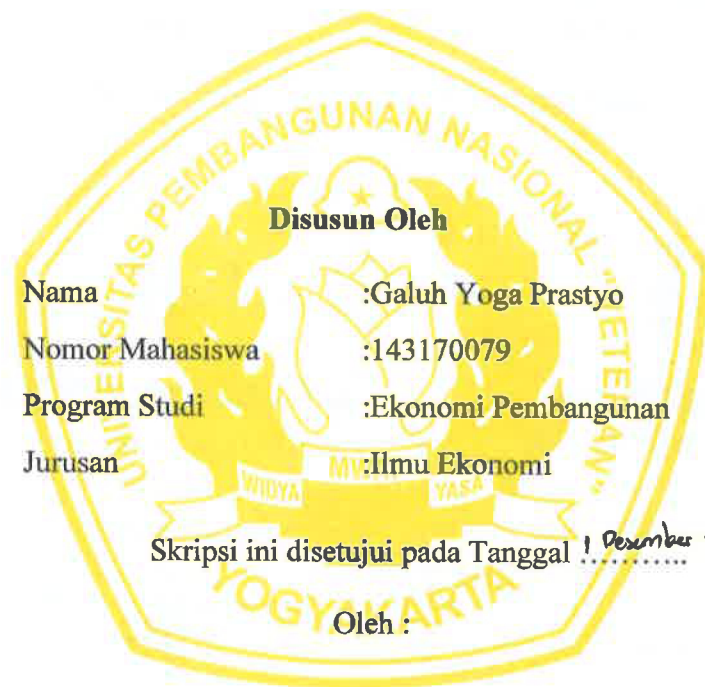 UNIVERSITAS PEMBANGUNAN NASIONAL "VETERAN"
Disusun Oleh
Nama :Galuh Yoga Prastyo
Nomor Mahasiswa :143170079
Program Studi :Ekonomi Pembangunan
Jurusan :Ilmu Ekonomi
WIDYA MWAT YASA
Skripsi ini disetujui pada Tanggal 1 Desember
YOGYAKARTA
Oleh :